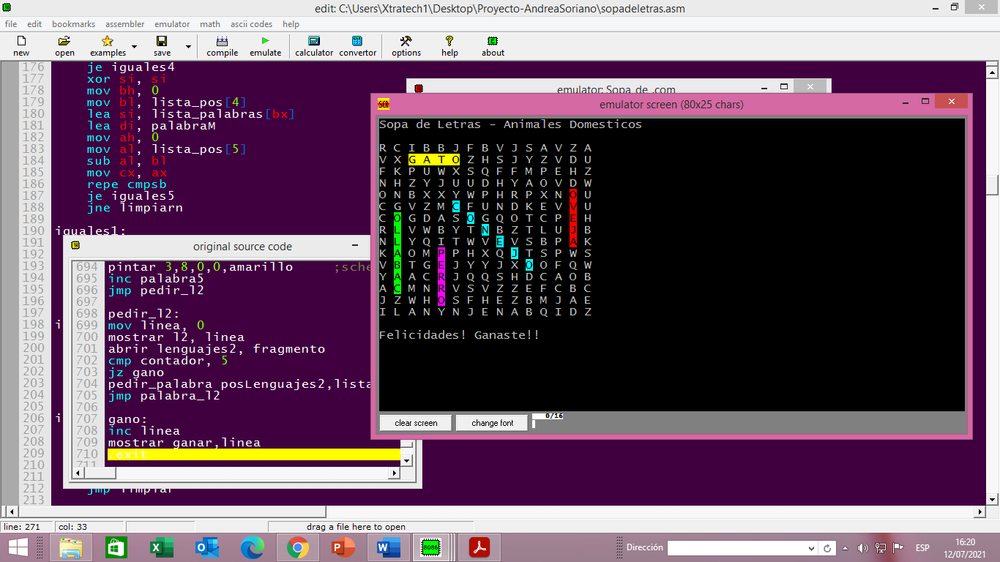 edit: C:\Users\Xtratech1\Desktop\Proyecto-AndreaSoriano\sopadeletras.asm
file edit bookmarks assembler emulator math ascii codes help
new open examples save compile emulate calculator convertor options help about
176 je iguales4
177 xor si, si
178 mov bh, 0
179 mov bl, lista_pos[4]
180 lea si, lista_palabras[bx]
181 lea di, palabraM
182 mov ah, 0
183 mov al, lista_pos[5]
184 sub al, bl
185 mov cx, ax
186 repe cmpsb
187 je iguales5
188 jne limpiarn
189
190 iguales1:
191
192
193
194
195
196
197
198 i
199
200
201
202
203
204
205
206 i
207
208
209
210
211
212 jmp limpiar
213
original source code
694 pintar 3,8,0,0,amarillo ;sche
695 inc palabra5
696 jmp pedir_l2
697
698 pedir_l2:
699 mov linea, 0
700 mostrar l2, linea
701 abrir lenguajes2, fragmento
702 cmp contador, 5
703 jz gano
704 pedir_palabra posLenguajes2,lista
705 jmp palabra_l2
706
707 gano:
708 inc linea
709 mostrar ganar,linea
710 .exit
711
emulator: Sopa de .com
SCR emulator screen (80x25 chars)
Sopa de Letras - Animales Domesticos
R C I B B J F B V J S A V Z A
V X G A T O Z H S J Y Z V D U
F K P U W X S Q F F M P E H Z
N H Z Y J U U D H Y A O V D W
O N B X X Y W P H R P X N O U
C G V Z M C F U N D K E V V U
C O G D A S O G Q O T C P E H
R L V W B Y T N B Z T L U J B
N L Y Q I T W V E V S B P A K
K A O M P P H X Q J T S P W S
V B T G E J Y Y J X O O F Q W
Y A A C R J Q Q S H D C A O B
A C M N R V S V Z Z E F C B C
J Z W H O S F H E Z B M J A E
I L A N Y N J E N A B Q I D Z
Felicidades! Ganaste!!
clear screen change font 0/16
line: 271 col: 33 drag a file here to open
8086 Dirección ESP 16:20
12/07/2021